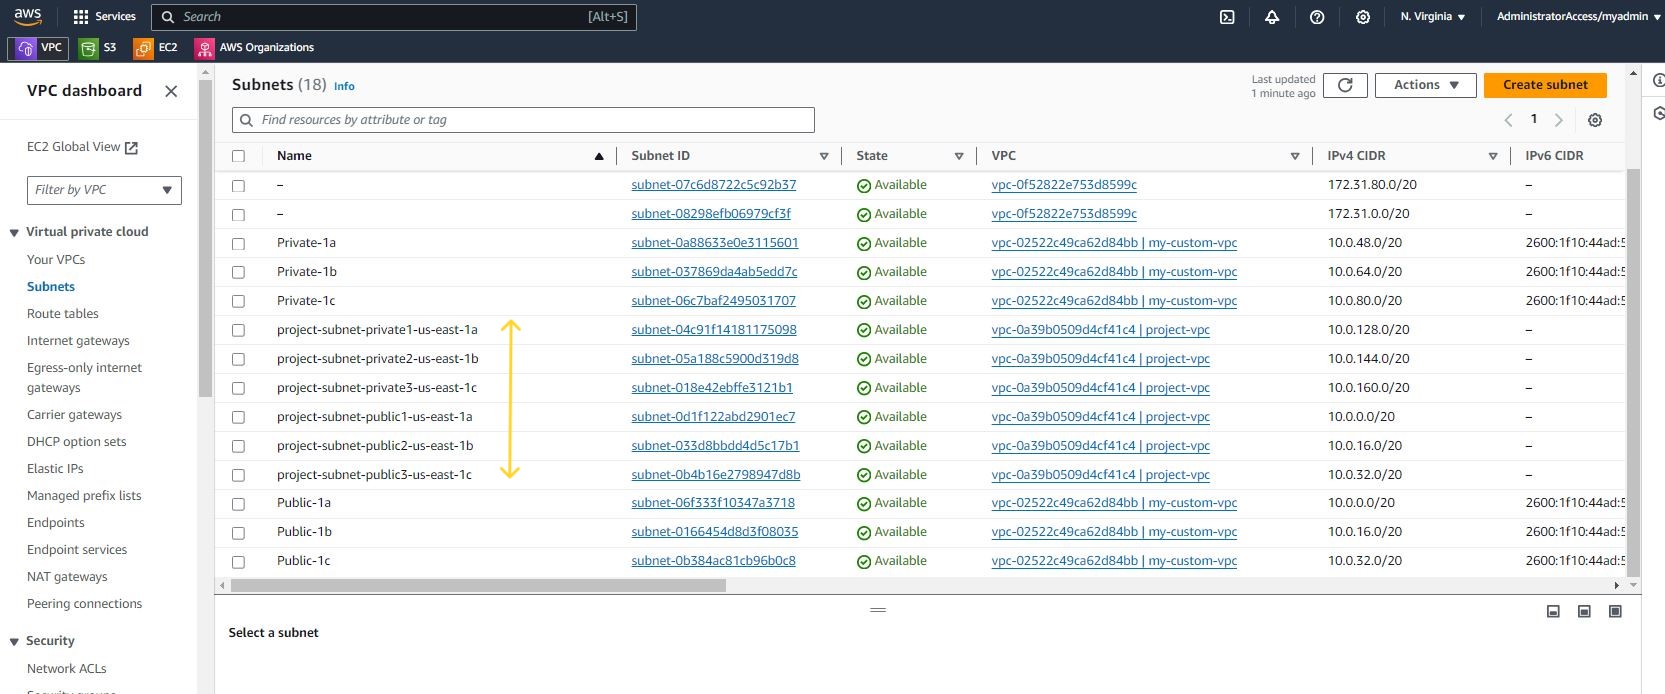 aws Services Search [Alt+S] N. Virginia AdministratorAccess/myadmin
VPC S3 EC2 AWS Organizations
VPC dashboard
EC2 Global View
Filter by VPC
Virtual private cloud
Your VPCs
Subnets
Route tables
Internet gateways
Egress-only internet
gateways
Carrier gateways
DHCP option sets
Elastic IPs
Managed prefix lists
Endpoints
Endpoint services
NAT gateways
Peering connections
Security
Network ACLs
Subnets (18) Info
Last updated
1 minute ago
Actions
Create subnet
Find resources by attribute or tag
1
Name Subnet ID State VPC IPv4 CIDR IPv6 CIDR
– subnet-07c6d8722c5c92b37 Available vpc-0f52822e753d8599c 172.31.80.0/20 –
– subnet-08298efb06979cf3f Available vpc-0f52822e753d8599c 172.31.0.0/20 –
Private-1a subnet-0a88633e0e3115601 Available vpc-02522c49ca62d84bb | my-custom-vpc 10.0.48.0/20 2600:1f10:44ad:5
Private-1b subnet-037869da4ab5edd7c Available vpc-02522c49ca62d84bb | my-custom-vpc 10.0.64.0/20 2600:1f10:44ad:5
Private-1c subnet-06c7baf2495031707 Available vpc-02522c49ca62d84bb | my-custom-vpc 10.0.80.0/20 2600:1f10:44ad:5
project-subnet-private1-us-east-1a subnet-04c91f14181175098 Available vpc-0a39b0509d4cf41c4 | project-vpc 10.0.128.0/20 –
project-subnet-private2-us-east-1b subnet-05a188c5900d319d8 Available vpc-0a39b0509d4cf41c4 | project-vpc 10.0.144.0/20 –
project-subnet-private3-us-east-1c subnet-018e42ebffe3121b1 Available vpc-0a39b0509d4cf41c4 | project-vpc 10.0.160.0/20 –
project-subnet-public1-us-east-1a subnet-0d1f122abd2901ec7 Available vpc-0a39b0509d4cf41c4 | project-vpc 10.0.0.0/20 –
project-subnet-public2-us-east-1b subnet-033d8bbdd4d5c17b1 Available vpc-0a39b0509d4cf41c4 | project-vpc 10.0.16.0/20 –
project-subnet-public3-us-east-1c subnet-0b4b16e2798947d8b Available vpc-0a39b0509d4cf41c4 | project-vpc 10.0.32.0/20 –
Public-1a subnet-06f333f10347a3718 Available vpc-02522c49ca62d84bb | my-custom-vpc 10.0.0.0/20 2600:1f10:44ad:5
Public-1b subnet-0166454d8d3f08035 Available vpc-02522c49ca62d84bb | my-custom-vpc 10.0.16.0/20 2600:1f10:44ad:5
Public-1c subnet-0b384ac81cb96b0c8 Available vpc-02522c49ca62d84bb | my-custom-vpc 10.0.32.0/20 2600:1f10:44ad:5
Select a subnet